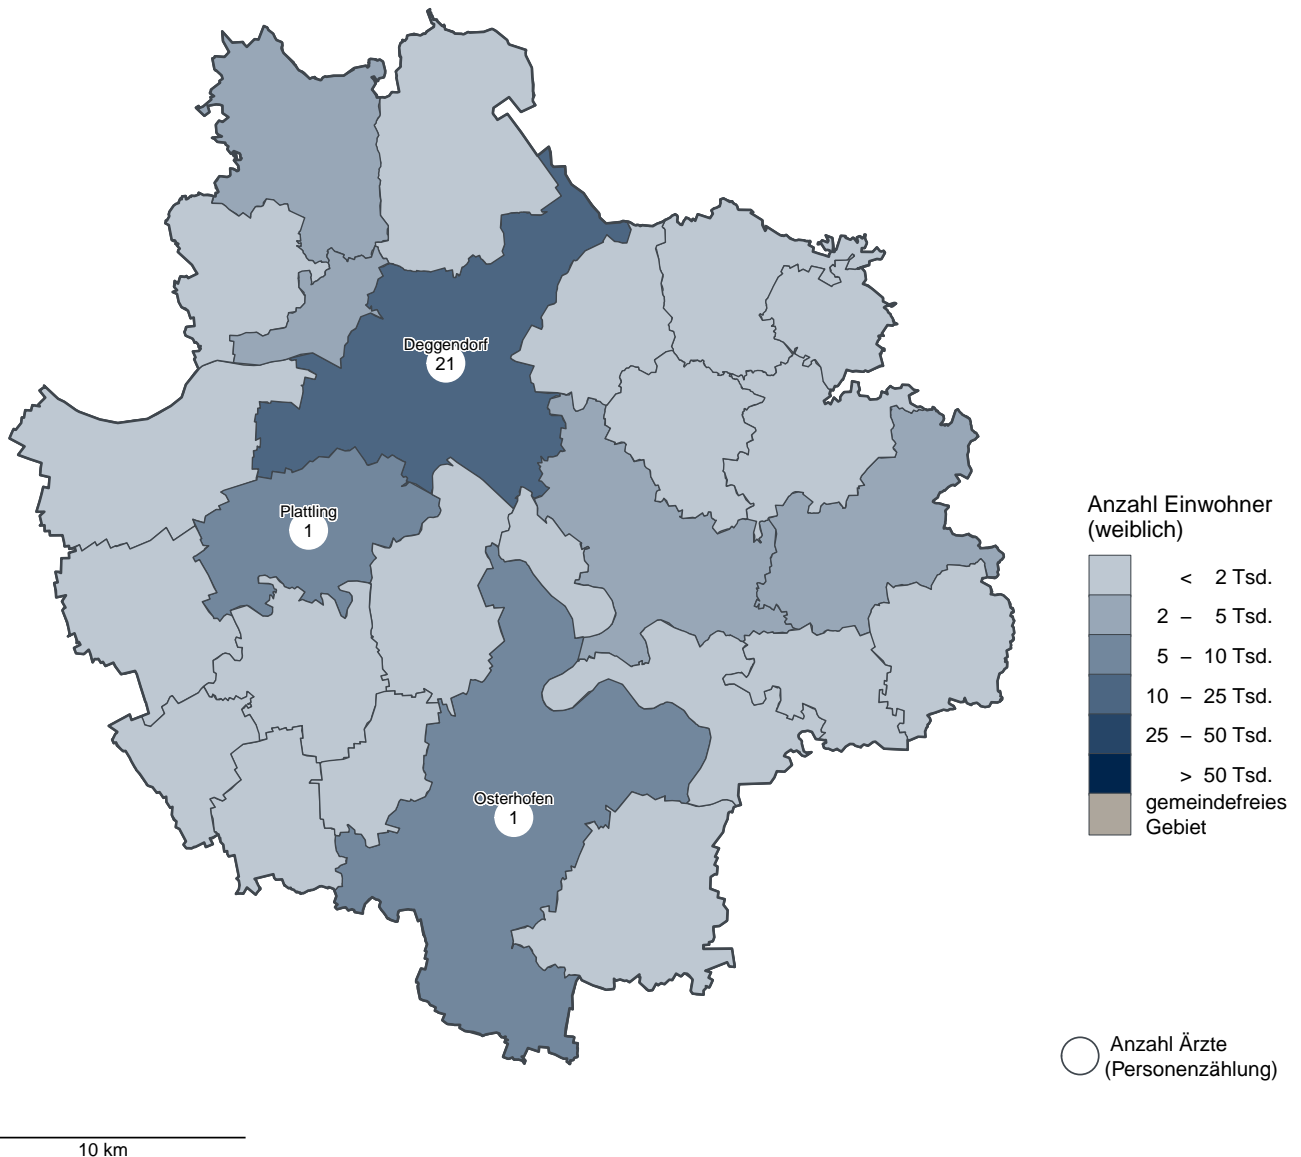 Deggendorf
21
Plattling
1
Osterhofen
1
Anzahl Einwohner
(weiblich)
< 2 Tsd.
2 – 5 Tsd.
5 – 10 Tsd.
10 – 25 Tsd.
25 – 50 Tsd.
> 50 Tsd.
gemeindefreies
Gebiet
Anzahl Ärzte
(Personenzählung)
10 km